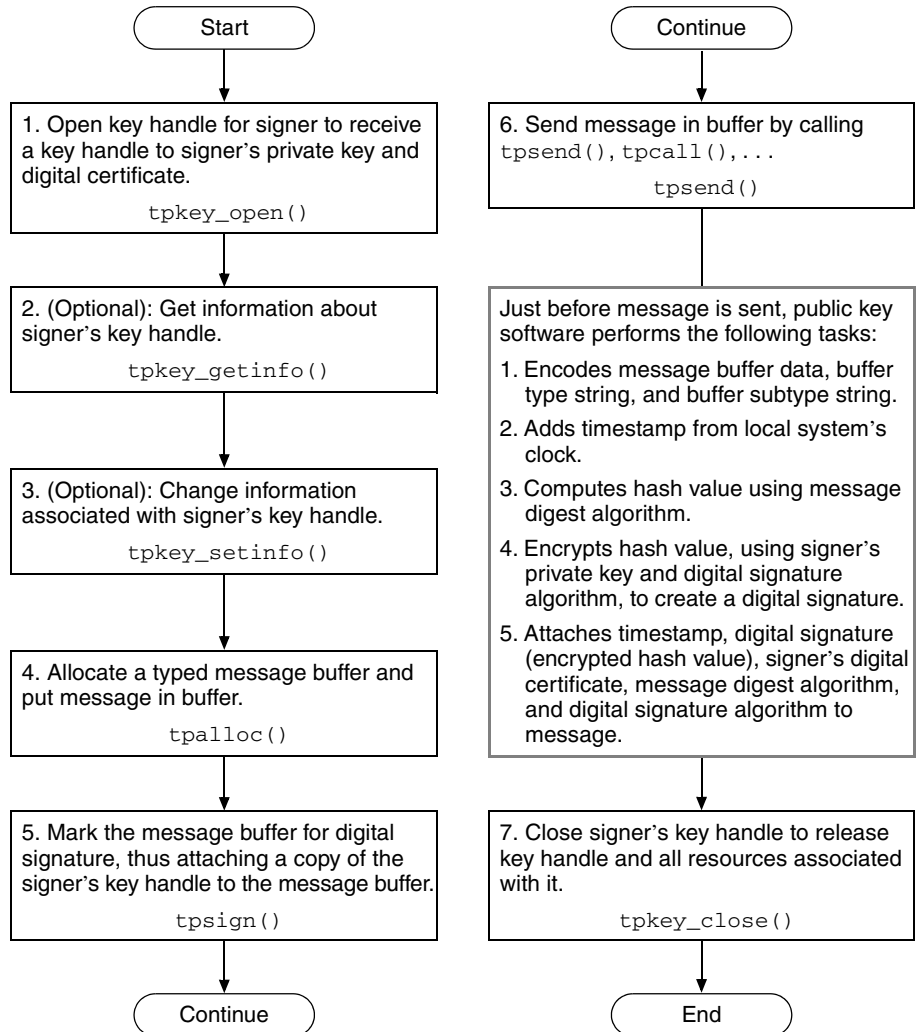 Start
1. Open key handle for signer to receive
a key handle to signer’s private key and
digital certificate.
tpkey_open()
2. (Optional): Get information about
signer’s key handle.
tpkey_getinfo()
3. (Optional): Change information
associated with signer’s key handle.
tpkey_setinfo()
4. Allocate a typed message buffer and
put message in buffer.
tpalloc()
5. Mark the message buffer for digital
signature, thus attaching a copy of the
signer’s key handle to the message buffer.
tpsign()
Continue
Continue
6. Send message in buffer by calling
tpsend(), tpcall(),...
tpsend()
Just before message is sent, public key
software performs the following tasks:
1. Encodes message buffer data, buffer
type string, and buffer subtype string.
2. Adds timestamp from local system’s
clock.
3. Computes hash value using message
digest algorithm.
4. Encrypts hash value, using signer’s
private key and digital signature
algorithm, to create a digital signature.
5. Attaches timestamp, digital signature
(encrypted hash value), signer’s digital
certificate, message digest algorithm,
and digital signature algorithm to
message.
7. Close signer’s key handle to release
key handle and all resources associated
with it.
tpkey_close()
End